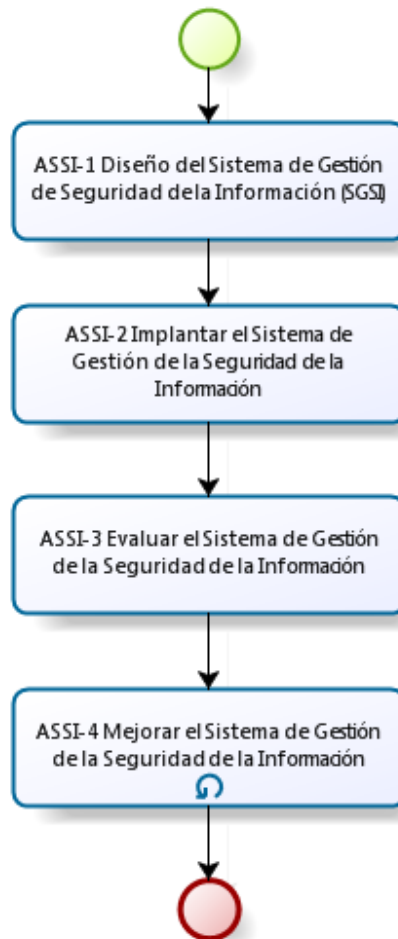 ASSI-1 Diseño del Sistema de Gestión
de Seguridad de la Información (SGSI)
ASSI-2 Implantar el Sistema de
Gestión de la Seguridad de la
Información
ASSI-3 Evaluar el Sistema de Gestión
de la Seguridad de la Información
ASSI-4 Mejorar el Sistema de Gestión
de la Seguridad de la Información